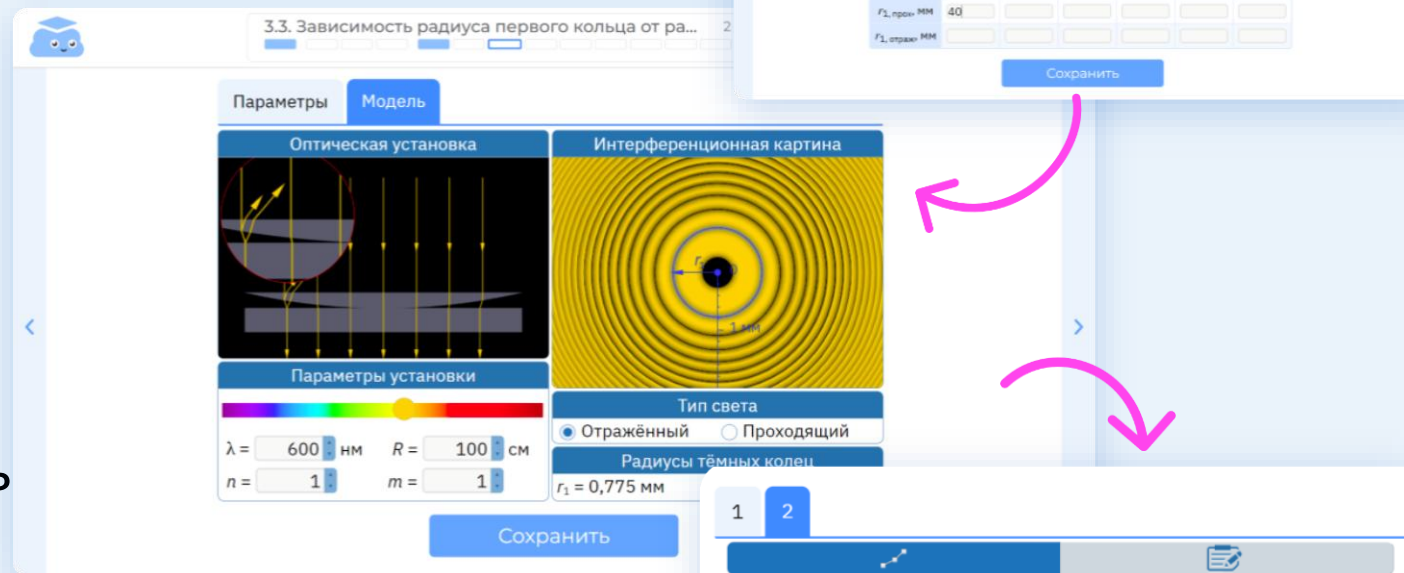 3.3. Зависимость радиуса первого кольца от ра... 2
r1, прох, мм 40
r1, отраж, мм
Сохранить
Параметры Модель
Оптическая установка
Интерференционная картина
r1
0
1 мм
Параметры установки
λ = 600 нм R = 100 см
n = 1 m = 1
Тип света
Отражённый Проходящий
Радиусы тёмных колец
r1 = 0,775 мм
Сохранить
1 2